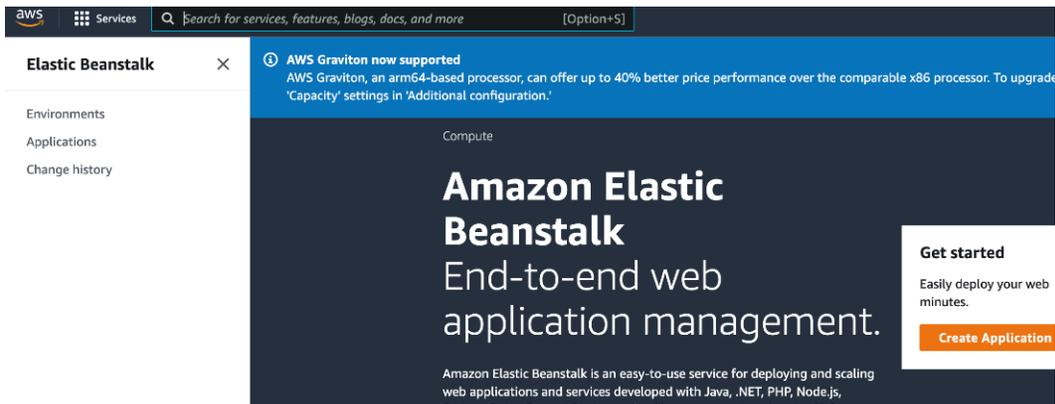 aws
Services
Search for services, features, blogs, docs, and more
[Option+S]
Elastic Beanstalk
Environments
Applications
Change history
AWS Graviton now supported
AWS Graviton, an arm64-based processor, can offer up to 40% better price performance over the comparable x86 processor. To upgrade
'Capacity' settings in 'Additional configuration.'
Compute
Amazon Elastic
Beanstalk
End-to-end web
application management.
Amazon Elastic Beanstalk is an easy-to-use service for deploying and scaling
web applications and services developed with Java, .NET, PHP, Node.js,
Get started
Easily deploy your web
minutes.
Create Application